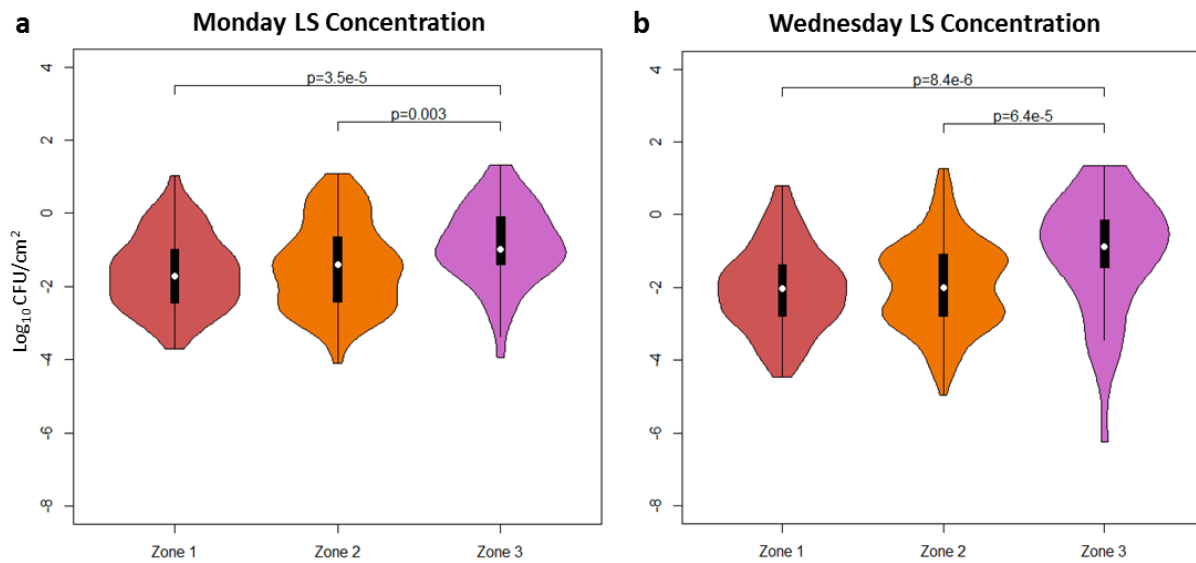 a Monday LS Concentration
b Wednesday LS Concentration
Log₁₀ CFU/cm²
4
2
0
-2
-4
-6
-8
p=3.5e-5
p=0.003
Zone 1 Zone 2 Zone 3
4
2
0
-2
-4
-6
-8
p=8.4e-6
p=6.4e-5
Zone 1 Zone 2 Zone 3